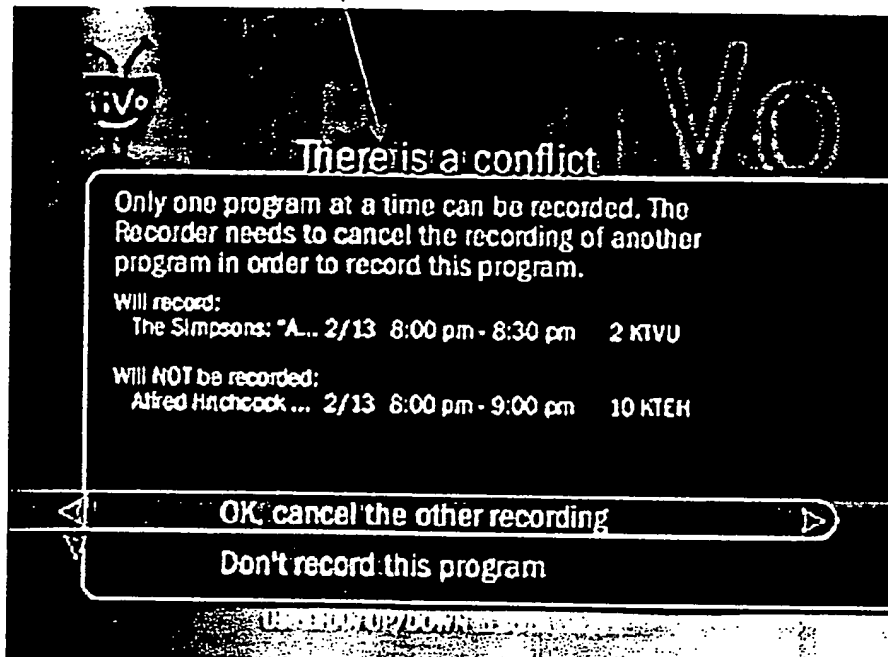 TiVo
There is a conflict
Only one program at a time can be recorded. The
Recorder needs to cancel the recording of another
program in order to record this program.
Will record:
The Simpsons: "A... 2/13 8:00 pm - 8:30 pm 2 KTVU
Will NOT be recorded:
Alfred Hitchcock ... 2/13 8:00 pm - 9:00 pm 10 KTEH
OK, cancel the other recording
Don't record this program
UP/DOWN